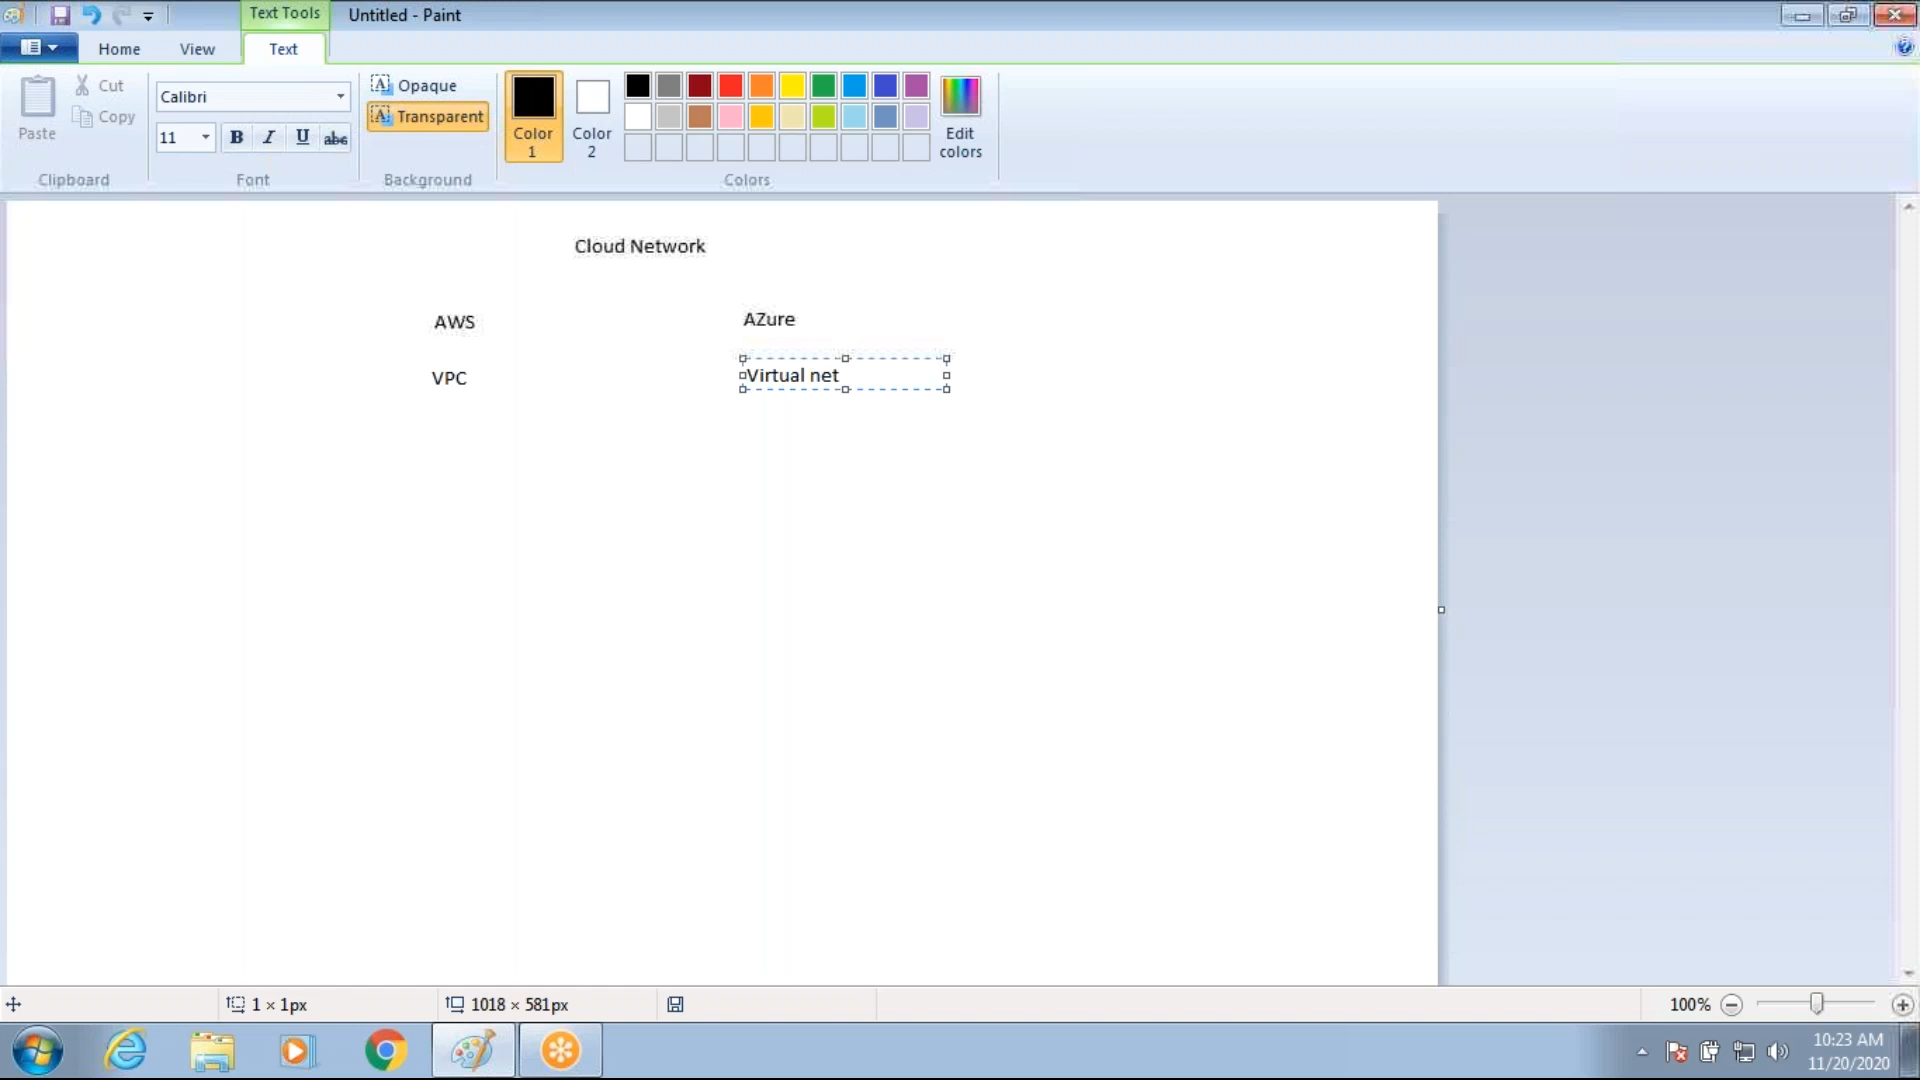 Text Tools
Untitled - Paint
Home
View
Text
Paste
Cut
Copy
Clipboard
Calibri
11
B I U abc
Font
Opaque
Transparent
Background
Color 1
Color 2
Edit colors
Colors
Cloud Network
AWS
AZure
VPC
Virtual net
1 × 1px
1018 × 581px
100%
10:23 AM
11/20/2020